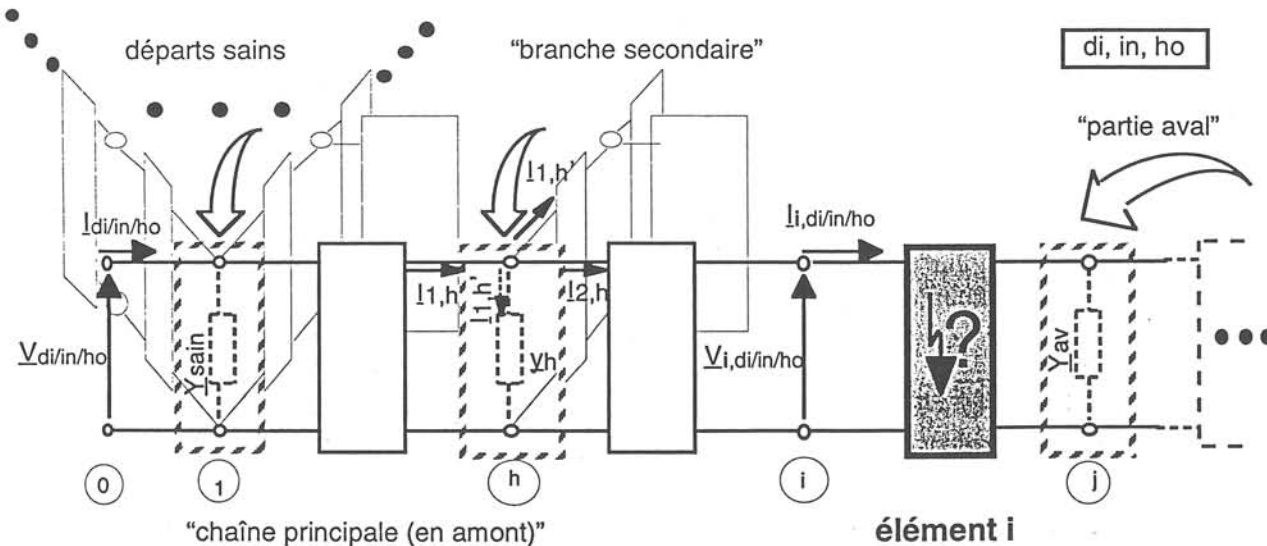 départs sains
“branche secondaire”
di, in, ho
“partie aval”
I1,h'
Idi/in/ho
Ii,di/in/ho
I1,h
I1,h'
I2,h
?
Vdi/in/ho
Ysain
yh
Vi,di/in/ho
Yav
0
1
h
i
j
“chaîne principale (en amont)”
élément i